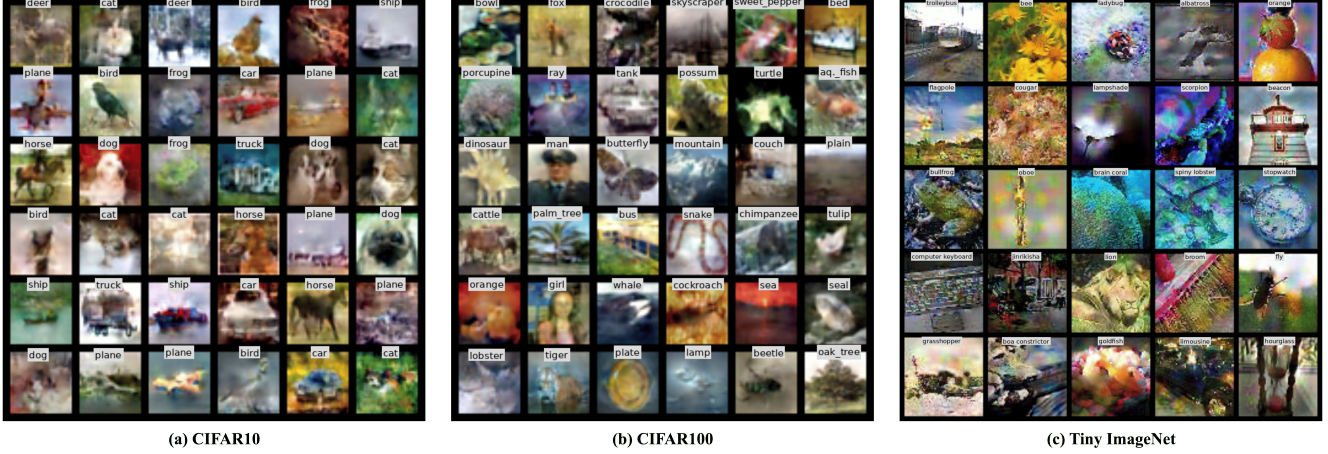 deer cat deer bird frog ship
plane bird frog car plane cat
horse dog frog truck dog cat
bird cat cat horse plane dog
ship truck ship car horse plane
dog plane plane bird car cat
(a) CIFAR10
bowl fox crocodile skyscraper sweet_pepper bed
porcupine ray tank possum turtle aq._fish
dinosaur man butterfly mountain couch plain
cattle palm_tree bus snake chimpanzee tulip
orange girl whale cockroach sea seal
lobster tiger plate lamp beetle oak_tree
(b) CIFAR100
trolleybus bee ladybug albatross orange
flagpole cougar lampshade scorpion beacon
bullfrog oboe brain coral spiny lobster stopwatch
computer keyboard jinrikisha lion broom fly
grasshopper boa constrictor goldfish limousine hourglass
(c) Tiny ImageNet